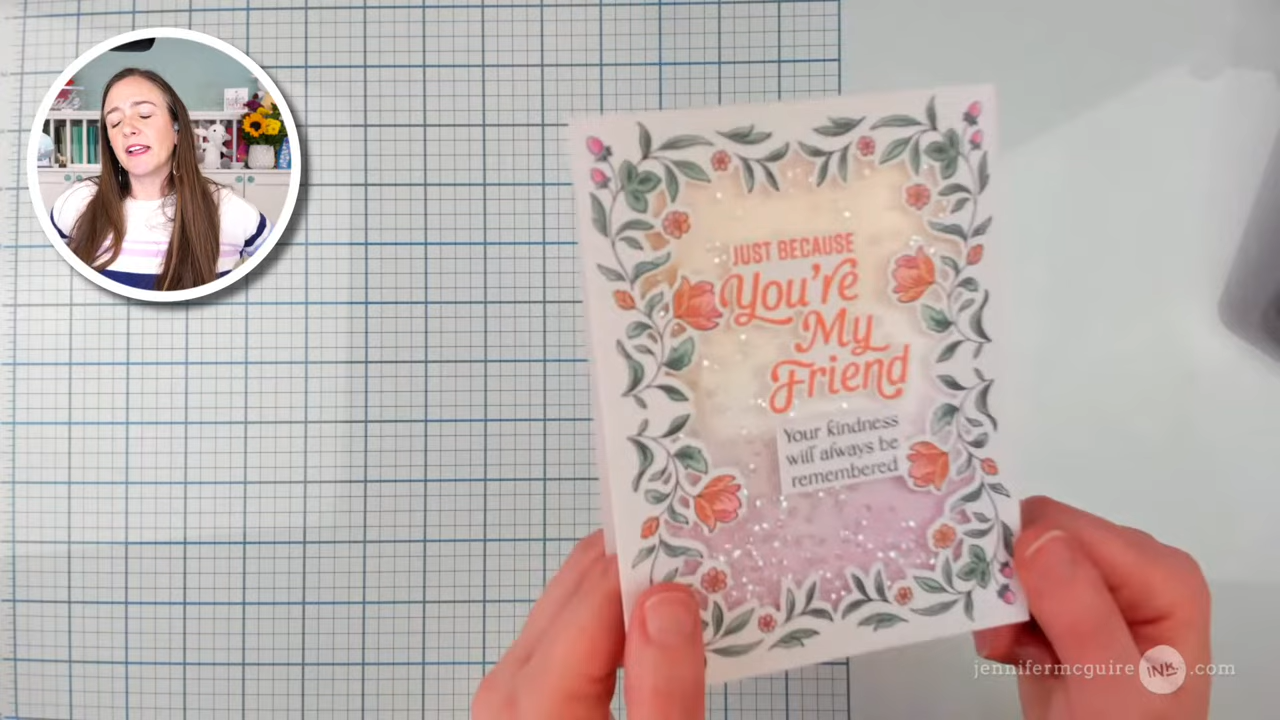 JUST BECAUSE
You're
My
Friend
Your kindness
will always be
remembered
jennifermcguire INK .com